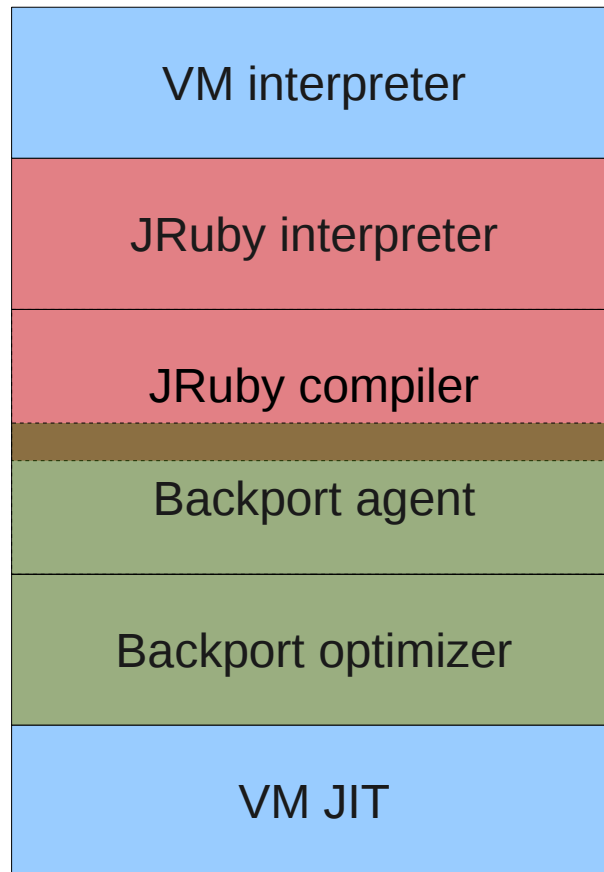 VM interpreter
JRuby interpreter
JRuby compiler
Backport agent
Backport optimizer
VM JIT